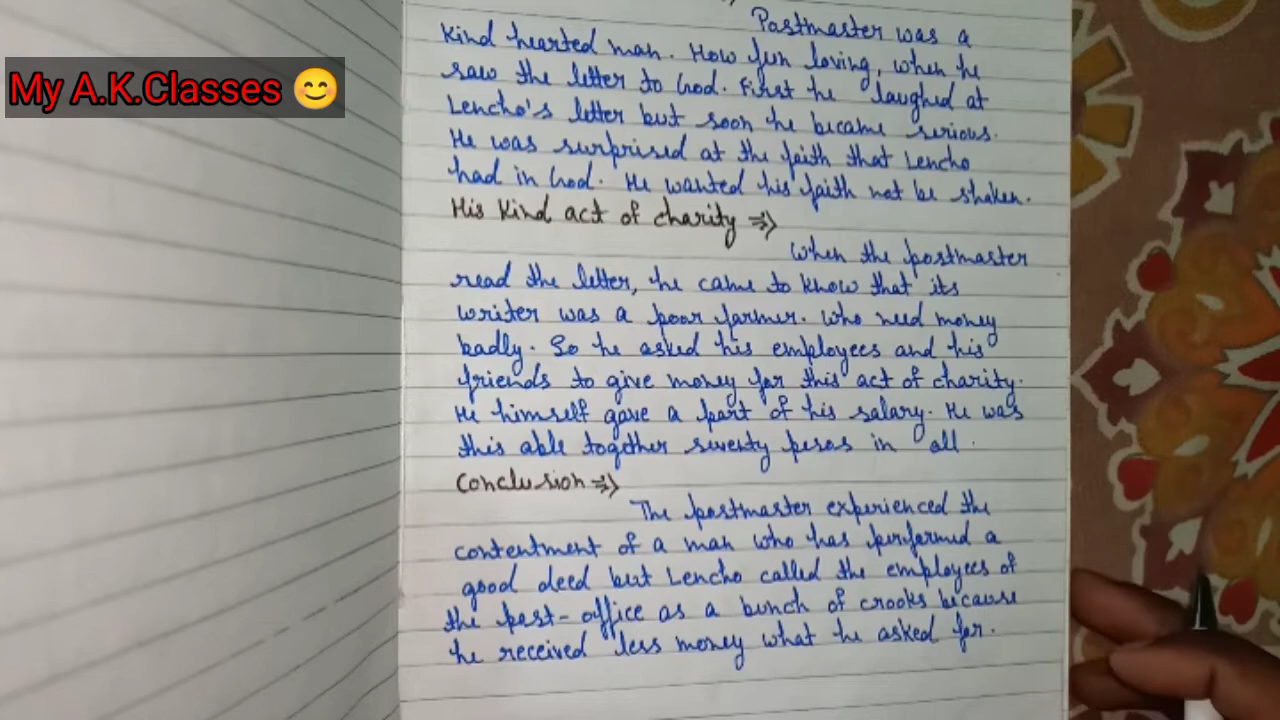 My A.K.Classes 😊
Postmaster was a
Kind hearted man. How fun loving, when he
saw the letter to God. First he laughed at
Lencho's letter but soon he became serious.
He was surprised at the faith that Lencho
had in God. He wanted his faith not be shaken.
His Kind act of charity ⇒
When the postmaster
read the letter, he came to know that its
writer was a poor farmer. Who need money
badly. So he asked his employees and his
friends to give money for this act of charity.
He himself gave a part of his salary. He was
this able together seventy pesos in all.
Conclusion ⇒
The postmaster experienced the
contentment of a man who has performed a
good deed but Lencho called the employees of
the post-office as a bunch of crooks because
he received less money what he asked for.